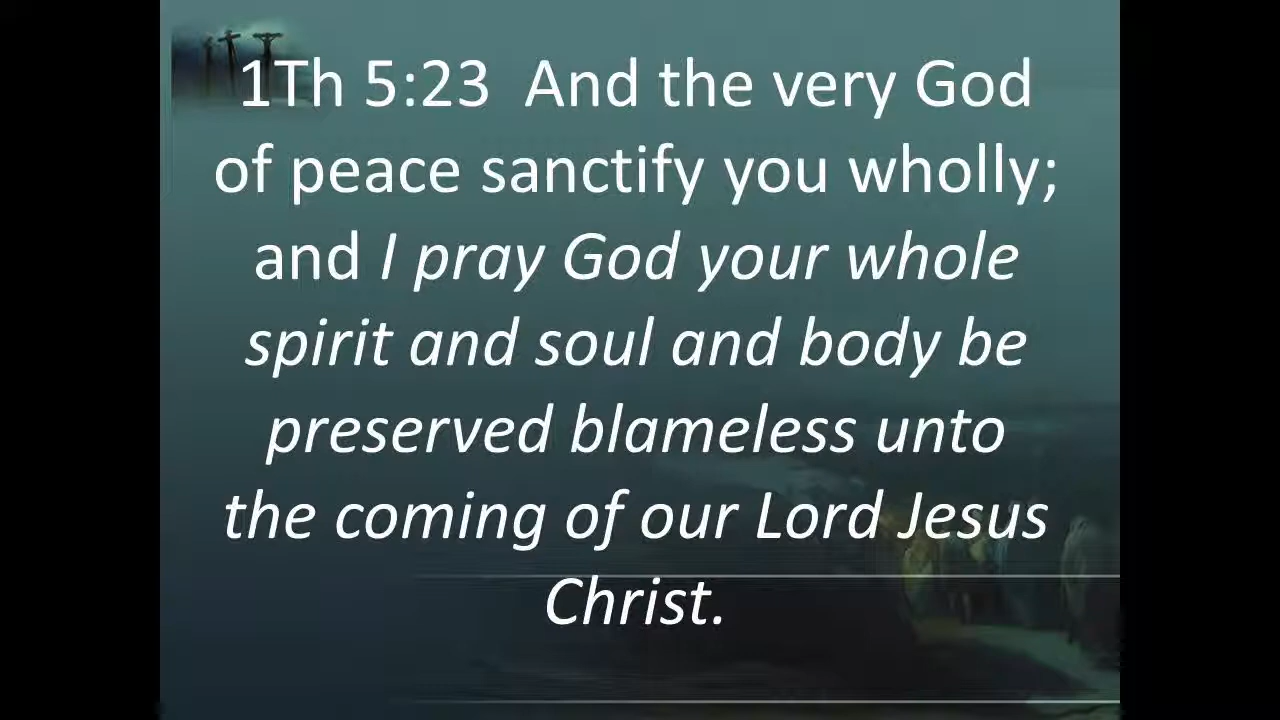 1Th 5:23  And the very God
of peace sanctify you wholly;
and I pray God your whole
spirit and soul and body be
preserved blameless unto
the coming of our Lord Jesus
Christ.